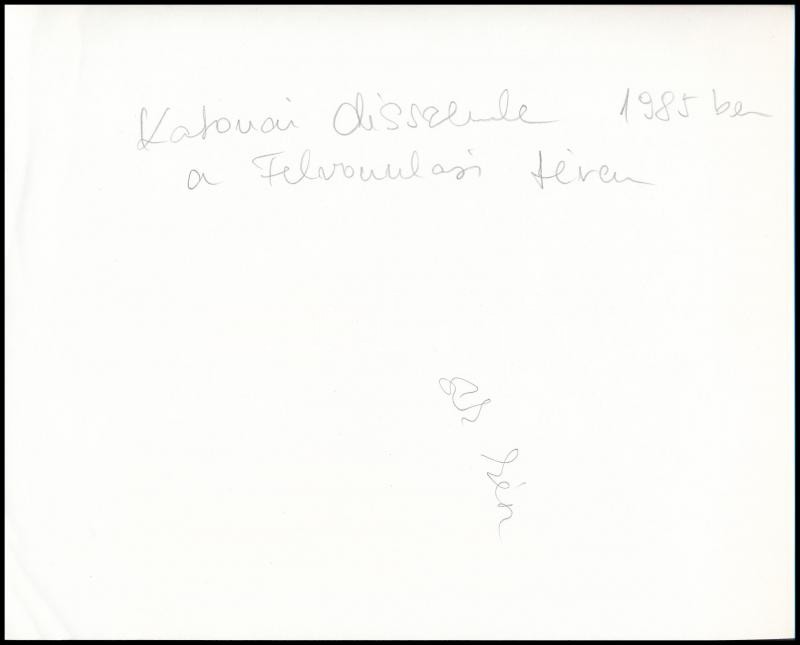 Katonai díszszemle 1985 ben
a Felvonulási téren